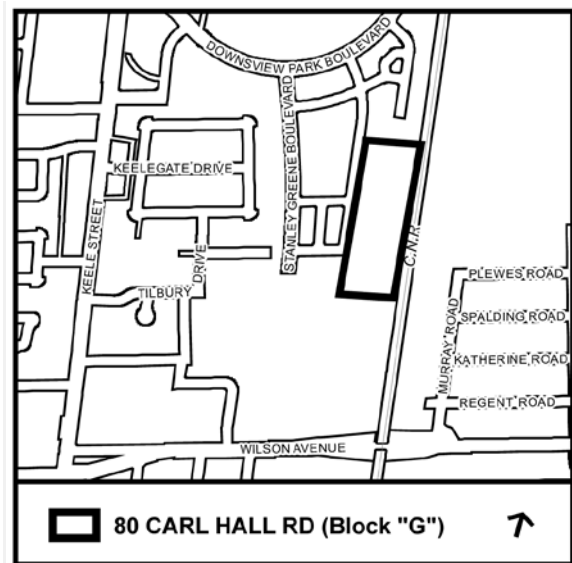 DOWNSVIEW PARK BOULEVARD
STANLEY GREENE BOULEVARD
KEELEGATE DRIVE
KEELE STREET
TILBURY DRIVE
C.N.R.
PLEWES ROAD
SPALDING ROAD
MURRAY ROAD
KATHERINE ROAD
REGENT ROAD
WILSON AVENUE
80 CARL HALL RD (Block "G")